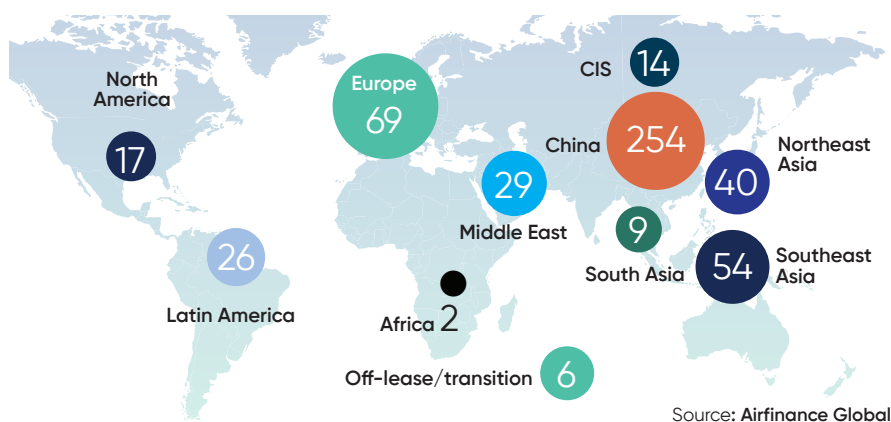 North
America
17
Latin America
26
Europe
69
Middle East
29
Africa 2
Off-lease/transition
6
CIS
14
China
254
Northeast
Asia
40
South Asia
9
Southeast
Asia
54
Source: Airfinance Global